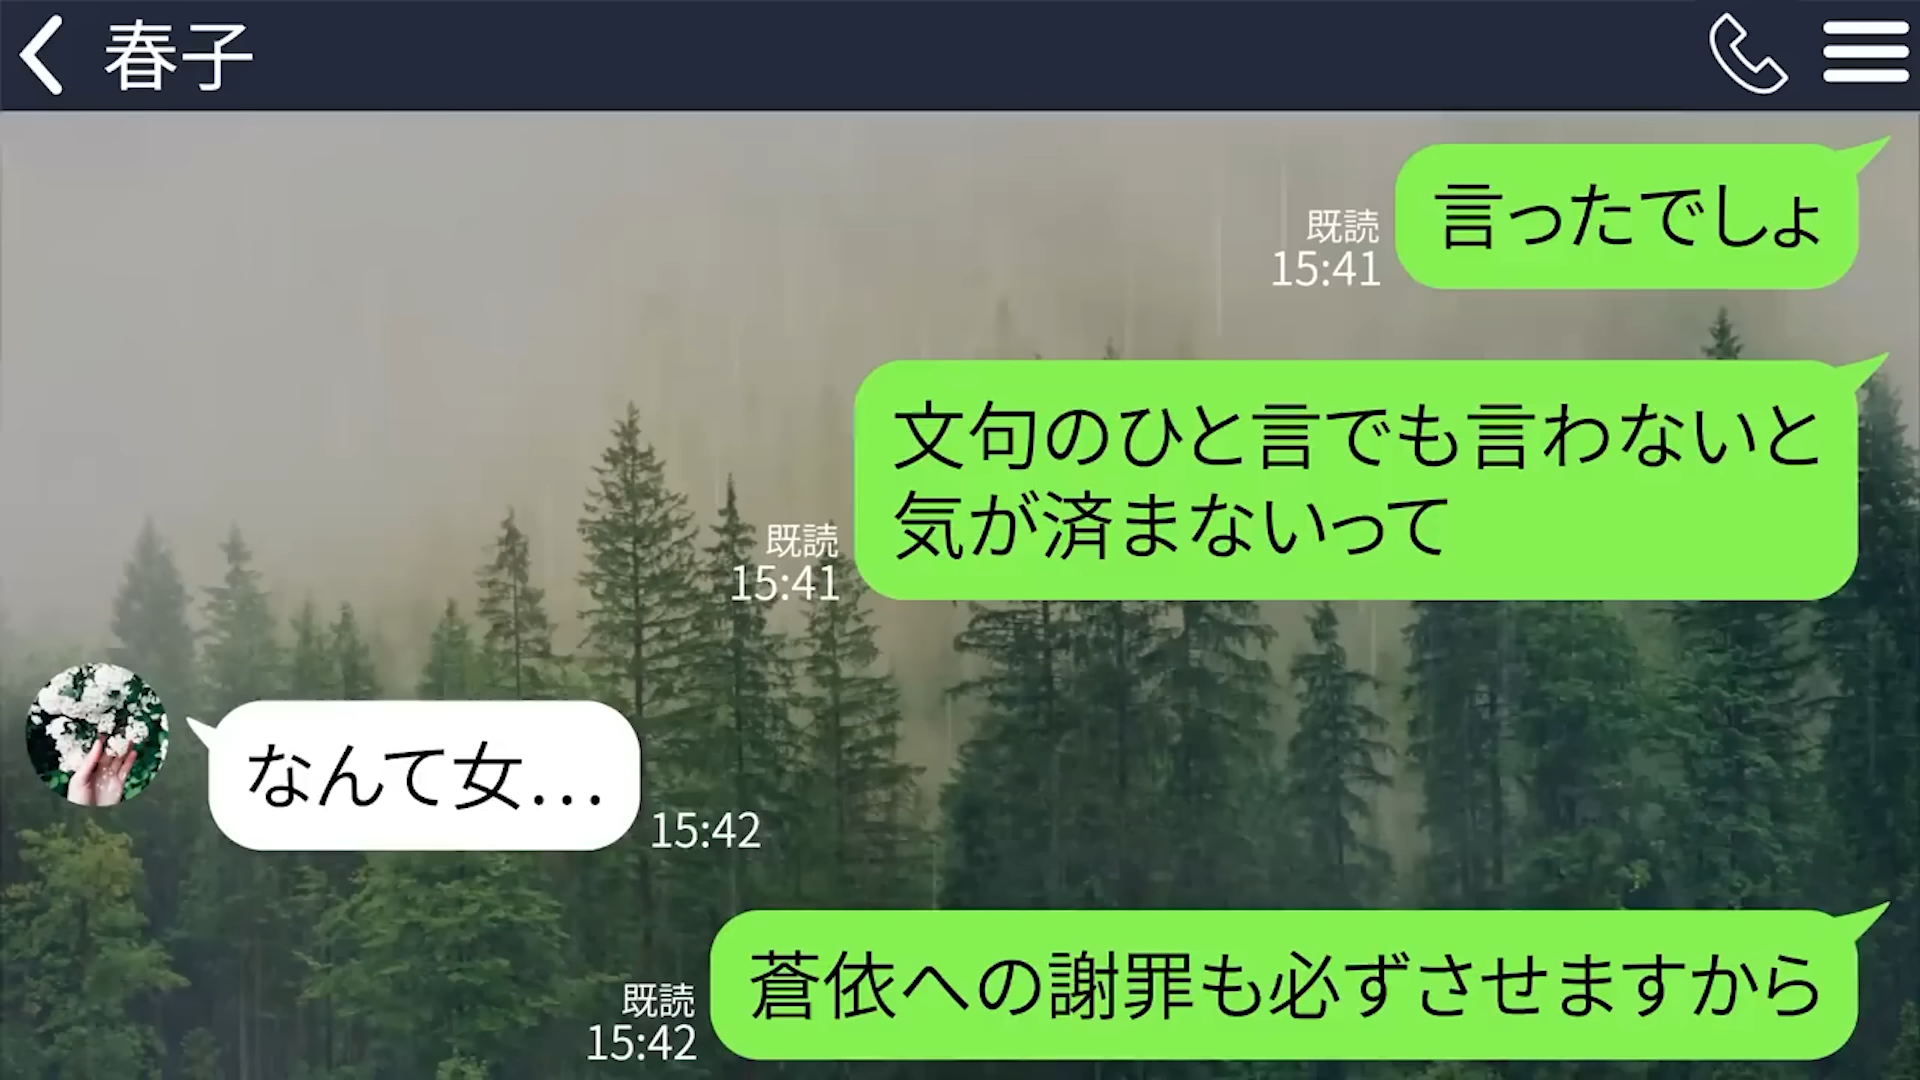 春子
言ったでしょ
既読
15:41
文句のひと言でも言わないと
気が済まないって
既読
15:41
なんて女…
15:42
蒼依への謝罪も必ずさせますから
既読
15:42